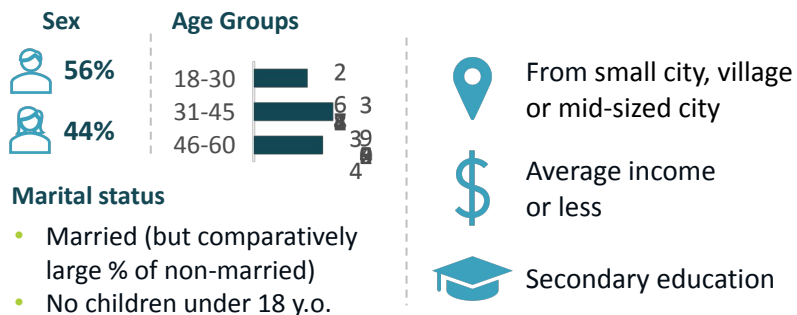 Sex
56%
44%
Age Groups
18-30
31-45
46-60
2
6
3
3
9
4
Marital status
• Married (but comparatively
large % of non-married)
• No children under 18 y.o.
From small city, village
or mid-sized city
Average income
or less
Secondary education